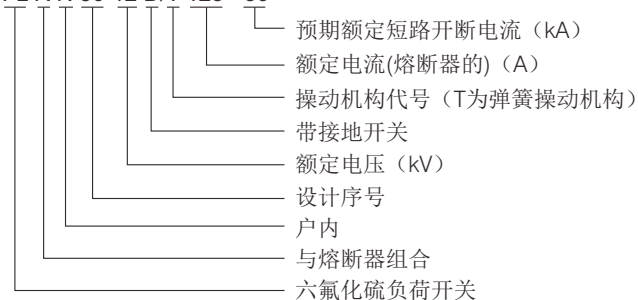 预期额定短路开断电流（kA）
额定电流(熔断器的)（A）
操动机构代号（T为弹簧操动机构）
带接地开关
额定电压（kV）
设计序号
户内
与熔断器组合
六氟化硫负荷开关